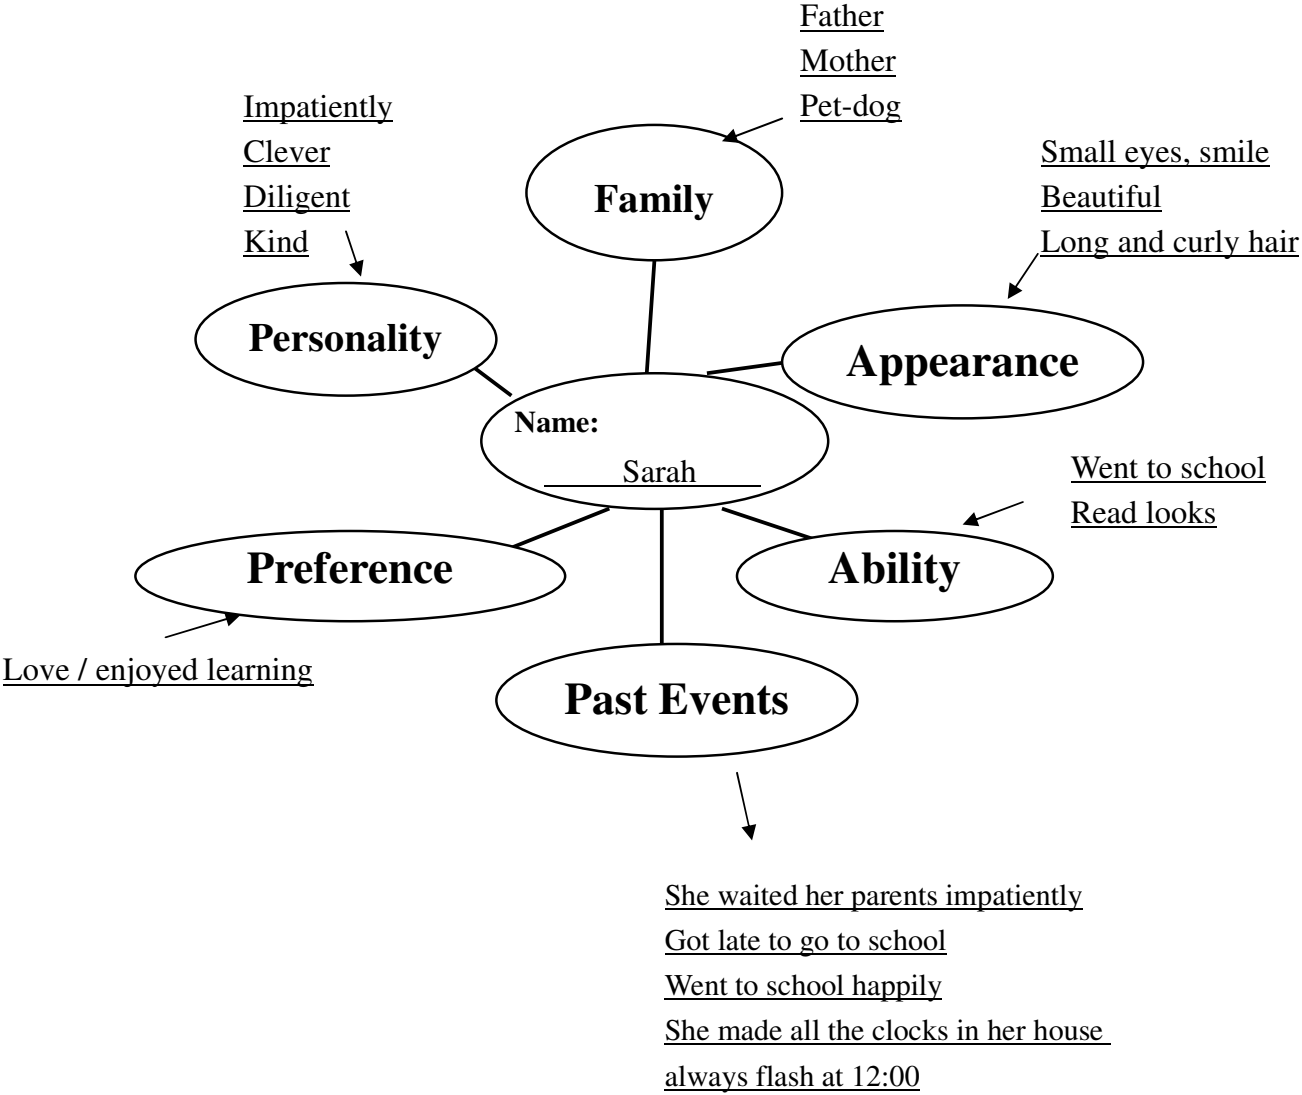 Father
Mother
Pet-dog
Impatiently
Clever
Diligent
Kind
Small eyes, smile
Beautiful
Long and curly hair
Family
Personality
Appearance
Name:
Sarah
Went to school
Read looks
Preference
Ability
Love / enjoyed learning
Past Events
She waited her parents impatiently
Got late to go to school
Went to school happily
She made all the clocks in her house
always flash at 12:00